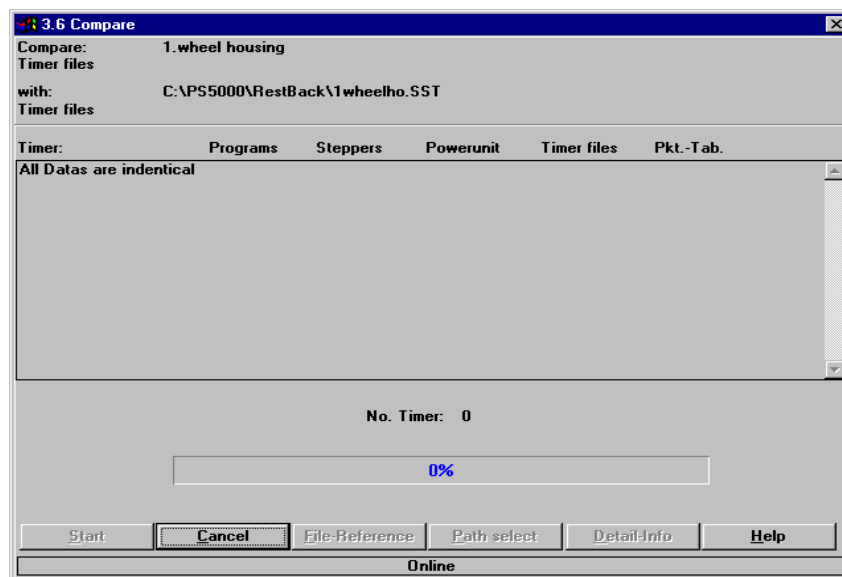 3.6 Compare
Compare: 1.wheel housing
Timer files
with: C:\PS5000\RestBack\1wheelho.SST
Timer files
Timer: Programs Steppers Powerunit Timer files Pkt.-Tab.
All Datas are indentical
No. Timer: 0
0%
Start Cancel File-Reference Path select Detail-Info Help
Online